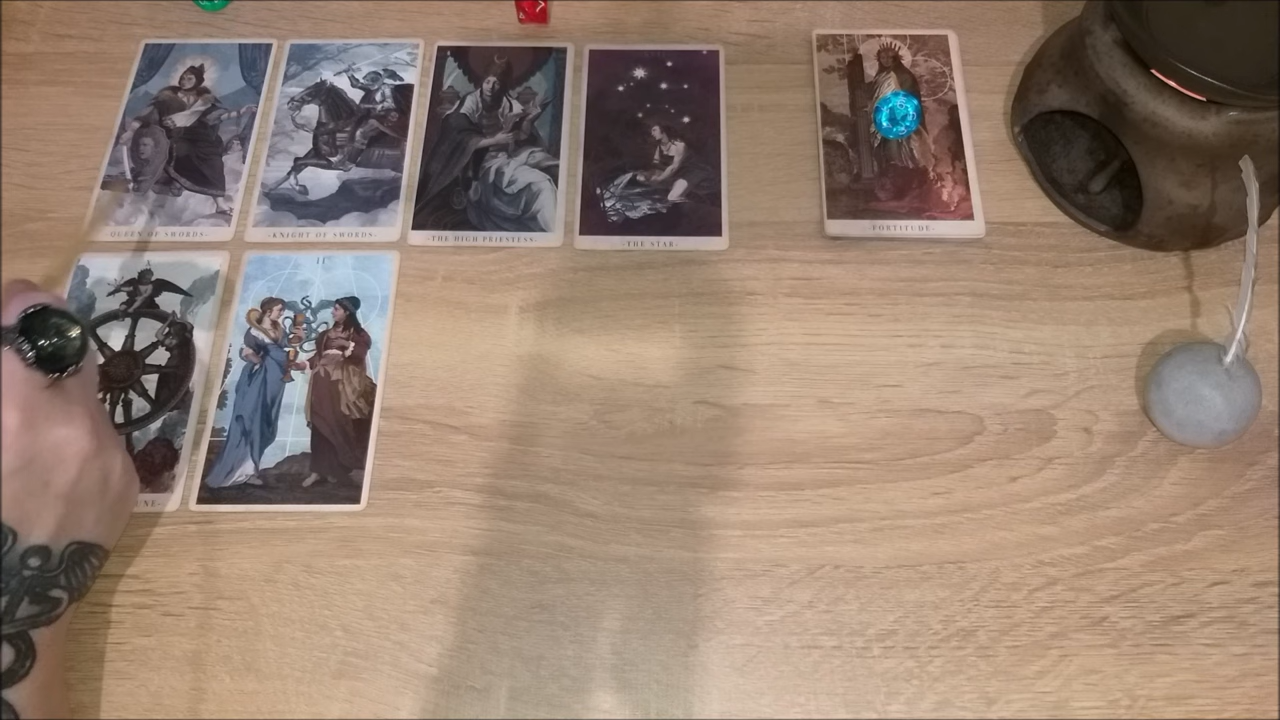 -QUEEN OF SWORDS-
-KNIGHT OF SWORDS-
-THE HIGH PRIESTESS-
-THE STAR-
-FORTITUDE-
II